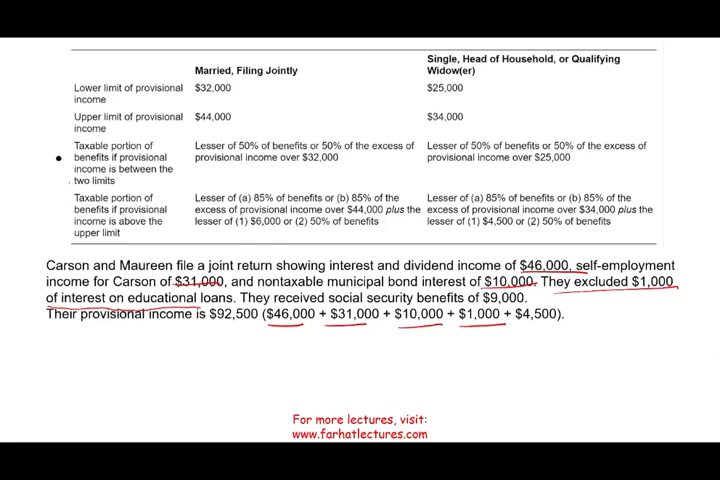 Married, Filing Jointly
Single, Head of Household, or Qualifying
Widow(er)
Lower limit of provisional
income
$32,000
$25,000
Upper limit of provisional
income
$44,000
$34,000
Taxable portion of
benefits if provisional
income is between the
two limits
Lesser of 50% of benefits or 50% of the excess of
provisional income over $32,000
Lesser of 50% of benefits or 50% of the excess of
provisional income over $25,000
Taxable portion of
benefits if provisional
income is above the
upper limit
Lesser of (a) 85% of benefits or (b) 85% of the
excess of provisional income over $44,000 plus the
lesser of (1) $6,000 or (2) 50% of benefits
Lesser of (a) 85% of benefits or (b) 85% of the
excess of provisional income over $34,000 plus the
lesser of (1) $4,500 or (2) 50% of benefits
Carson and Maureen file a joint return showing interest and dividend income of $46,000, self-employment
income for Carson of $31,000, and nontaxable municipal bond interest of $10,000. They excluded $1,000
of interest on educational loans. They received social security benefits of $9,000.
Their provisional income is $92,500 ($46,000 + $31,000 + $10,000 + $1,000 + $4,500).
For more lectures, visit:
www.farhatlectures.com